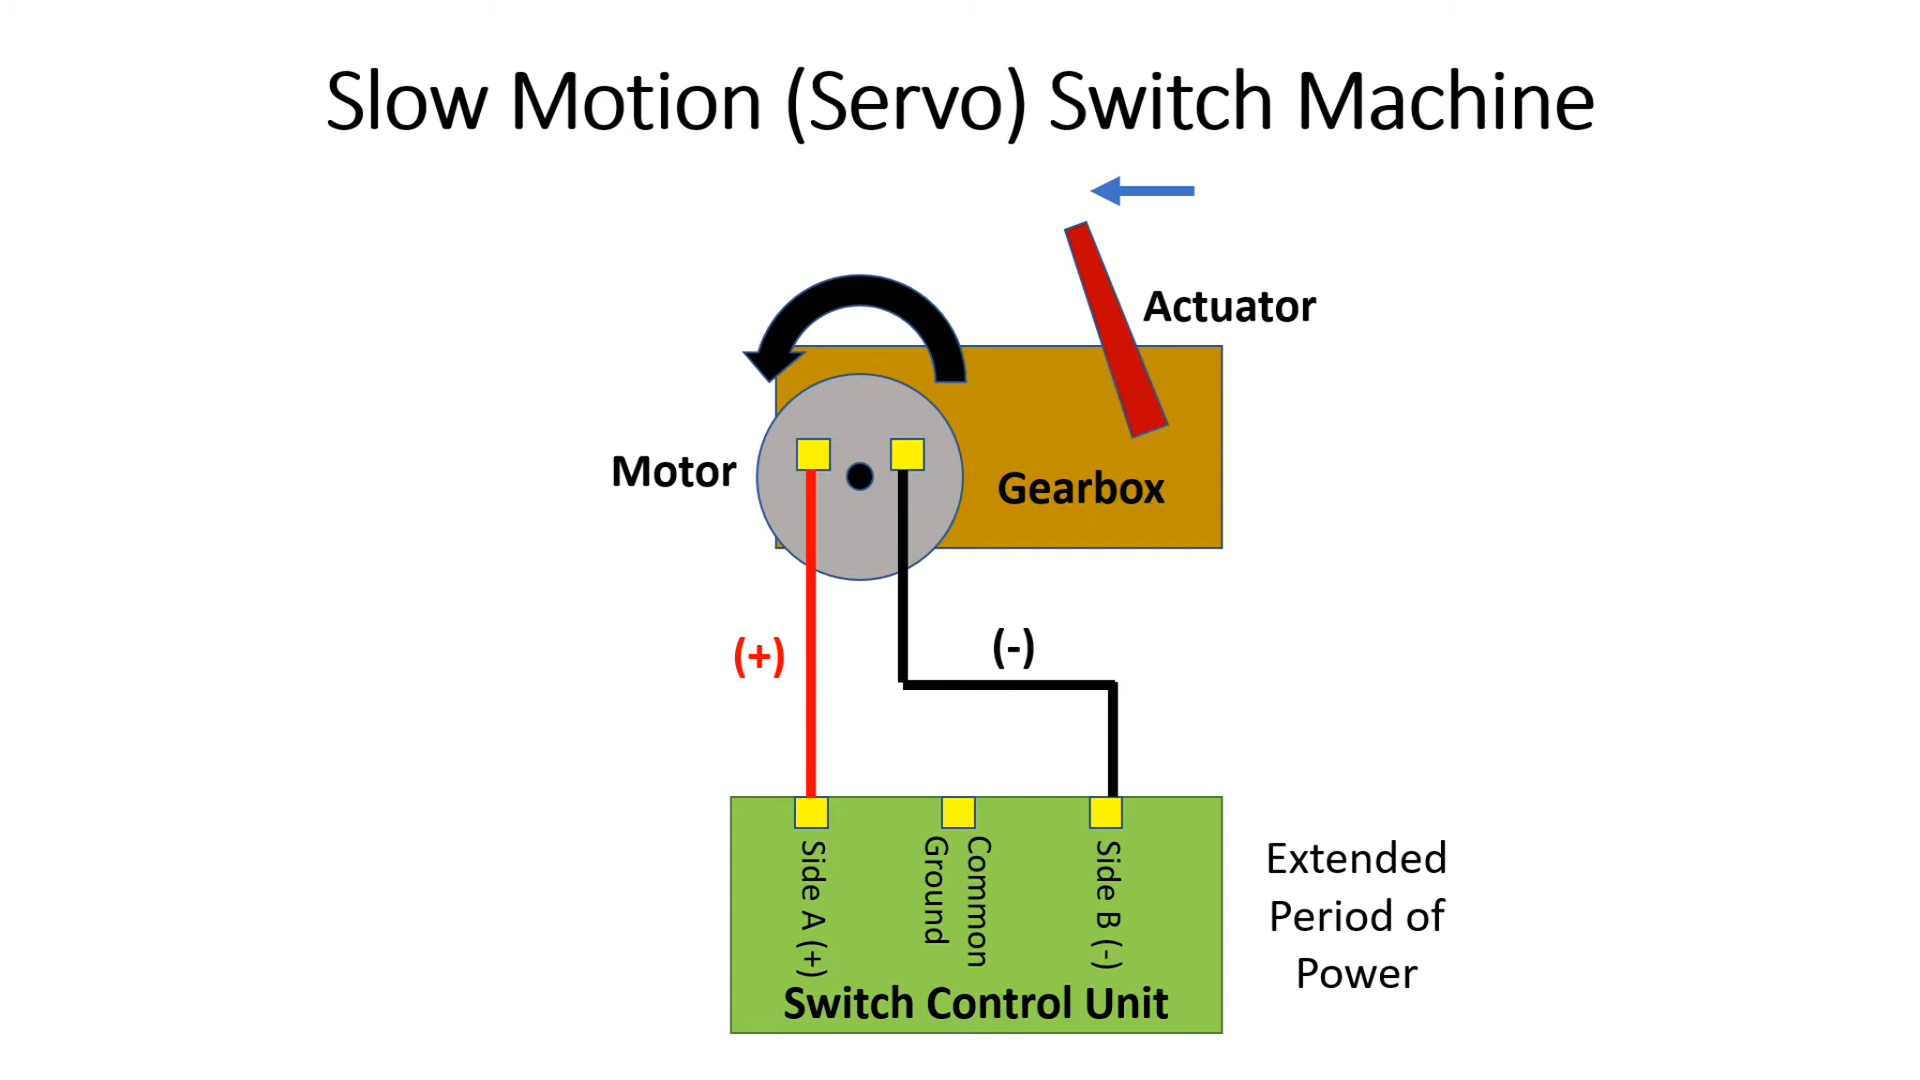 Slow Motion (Servo) Switch Machine
Actuator
Motor
Gearbox
(+)
(-)
Side A (+)
Common
Ground
Side B (-)
Switch Control Unit
Extended
Period of
Power